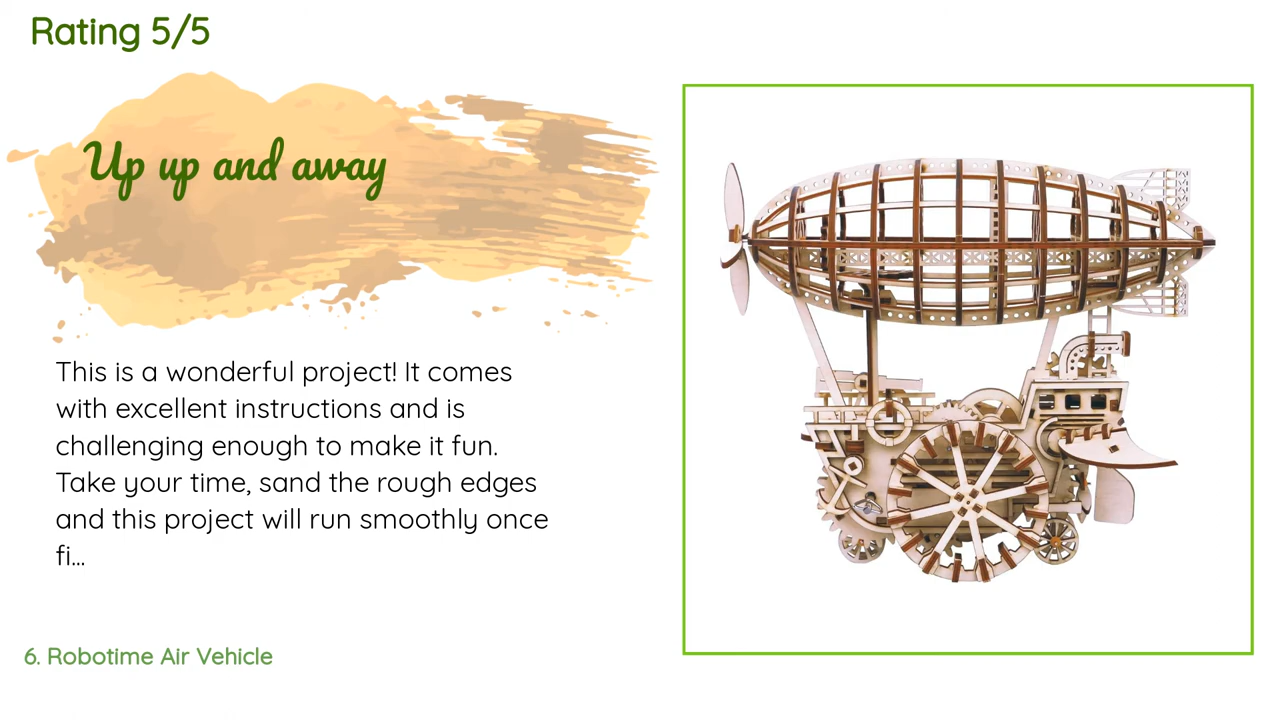 Rating 5/5
Up up and away
This is a wonderful project! It comes
with excellent instructions and is
challenging enough to make it fun.
Take your time, sand the rough edges
and this project will run smoothly once
fi...
6. Robotime Air Vehicle